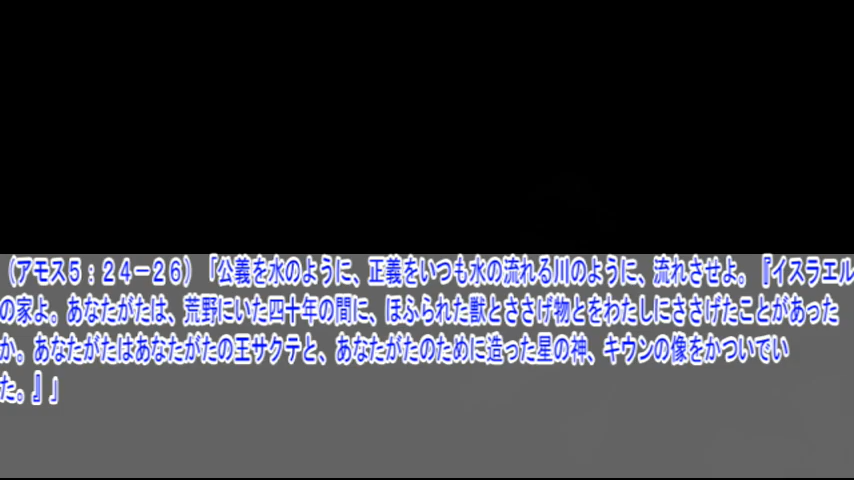 （アモス５：２４－２６）「公義を水のように、正義をいつも水の流れる川のように、流れさせよ。『イスラエル
の家よ。あなたがたは、荒野にいた四十年の間に、ほふられた獣とささげ物とをわたしにささげたことがあった
か。あなたがたはあなたがたの王サクテと、あなたがたのために造った星の神、キウンの像をかついでい
た。』」